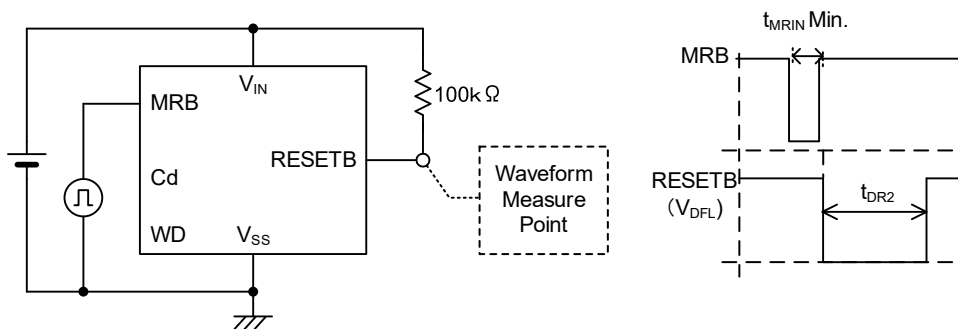 V_IN
MRB
100kΩ
RESETB
Cd
WD
V_SS
Waveform
Measure
Point
t_MRIN Min.
MRB
RESETB
(V_DFL)
t_DR2